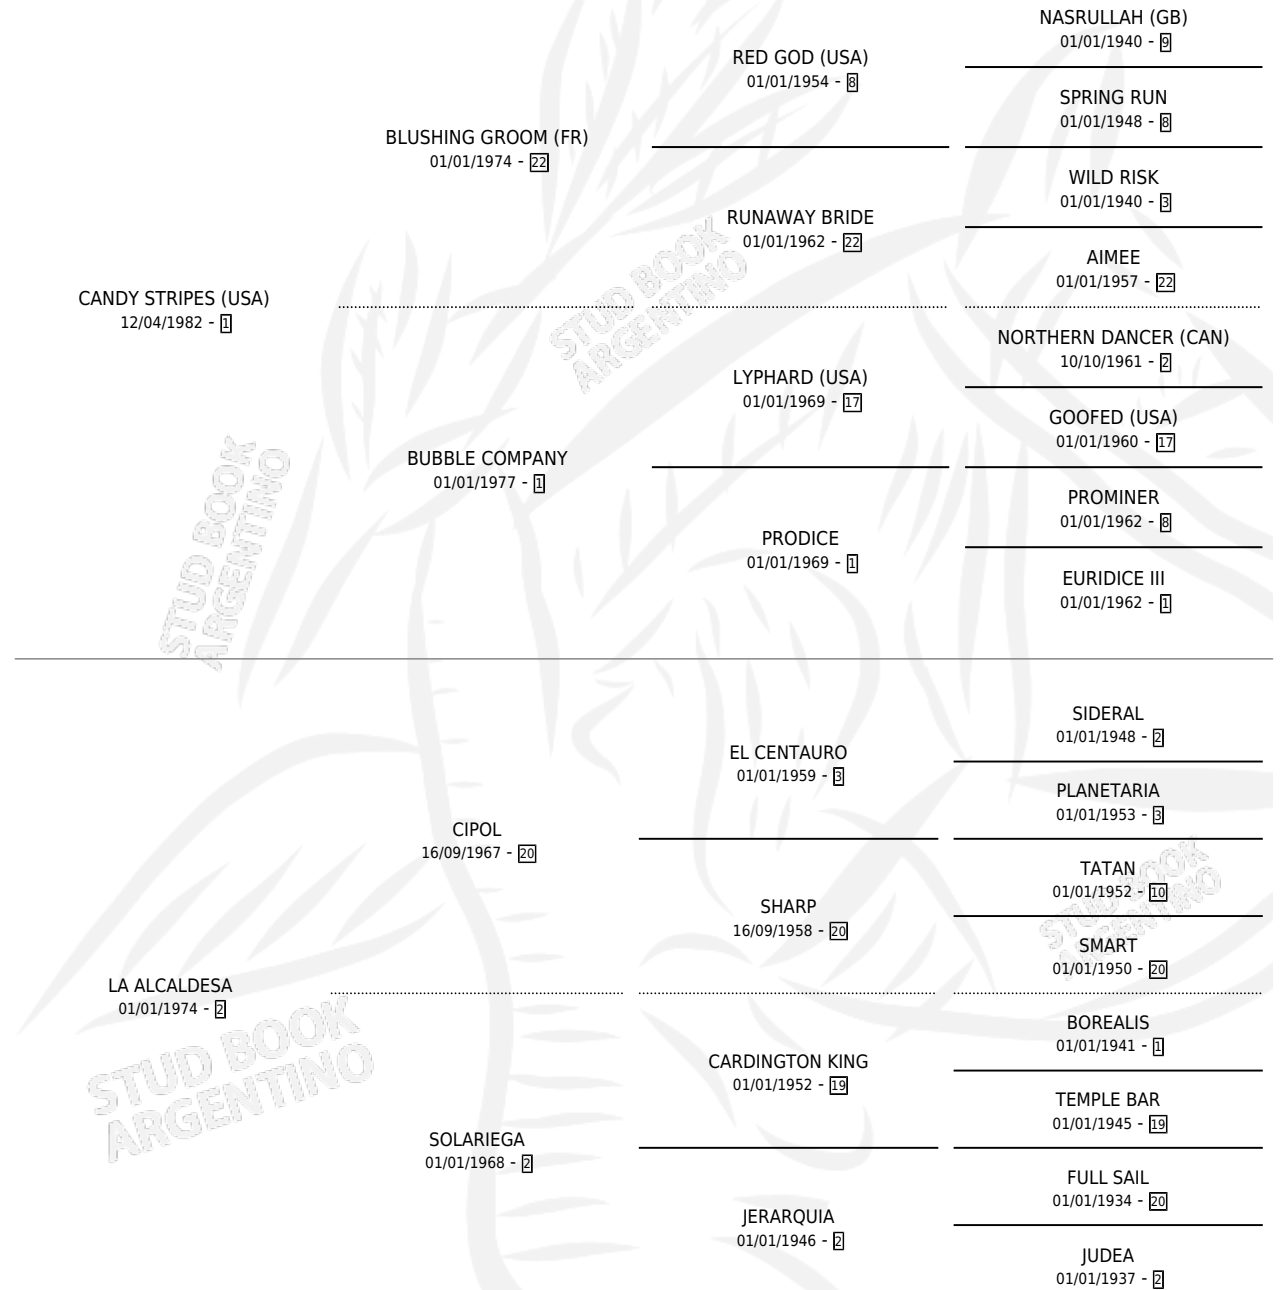 NASRULLAH (GB)
01/01/1940 - 9
RED GOD (USA)
01/01/1954 - 8
SPRING RUN
01/01/1948 - 8
BLUSHING GROOM (FR)
01/01/1974 - 22
WILD RISK
01/01/1940 - 3
RUNAWAY BRIDE
01/01/1962 - 22
AIMEE
01/01/1957 - 22
CANDY STRIPES (USA)
12/04/1982 - 1
NORTHERN DANCER (CAN)
10/10/1961 - 2
LYPHARD (USA)
01/01/1969 - 17
GOOFED (USA)
01/01/1960 - 17
BUBBLE COMPANY
01/01/1977 - 1
PROMINER
01/01/1962 - 8
PRODICE
01/01/1969 - 1
EURIDICE III
01/01/1962 - 1
SIDERAL
01/01/1948 - 2
EL CENTAURO
01/01/1959 - 3
PLANETARIA
01/01/1953 - 3
CIPOL
16/09/1967 - 20
TATAN
01/01/1952 - 10
SHARP
16/09/1958 - 20
SMART
01/01/1950 - 20
LA ALCALDESA
01/01/1974 - 2
BOREALIS
01/01/1941 - 1
CARDINGTON KING
01/01/1952 - 19
TEMPLE BAR
01/01/1945 - 19
SOLARIEGA
01/01/1968 - 2
FULL SAIL
01/01/1934 - 20
JERARQUIA
01/01/1946 - 2
JUDEA
01/01/1937 - 2
STUD BOOK
ARGENTINO
STUD BOOK
ARGENTINO
STUD BOOK
ARGENTINO
STUD BOOK
ARGENTINO